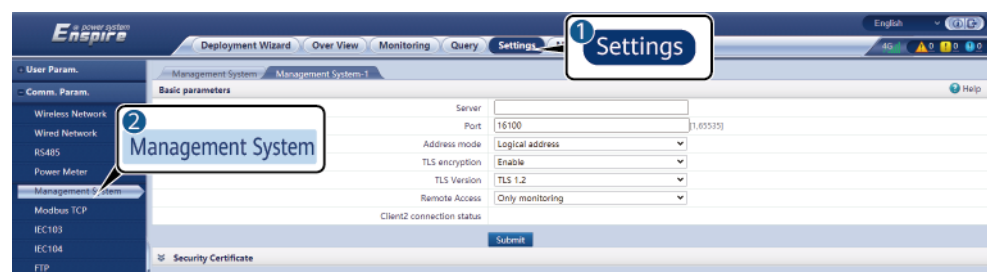 e power system
Enspire
English
Deployment Wizard Over View Monitoring Query Settings
1 Settings
4G 0 0 0
User Param.
Management System Management System-1
Comm. Param.
Basic parameters
Help
Wireless Network
Server
Wired Network
Port 16100 [1,65535]
2 Management System
RS485
Address mode Logical address
Power Meter
TLS encryption Enable
TLS Version TLS 1.2
Management System
Remote Access Only monitoring
Modbus TCP
Client2 connection status
IEC103
Submit
IEC104
Security Certificate
FTP